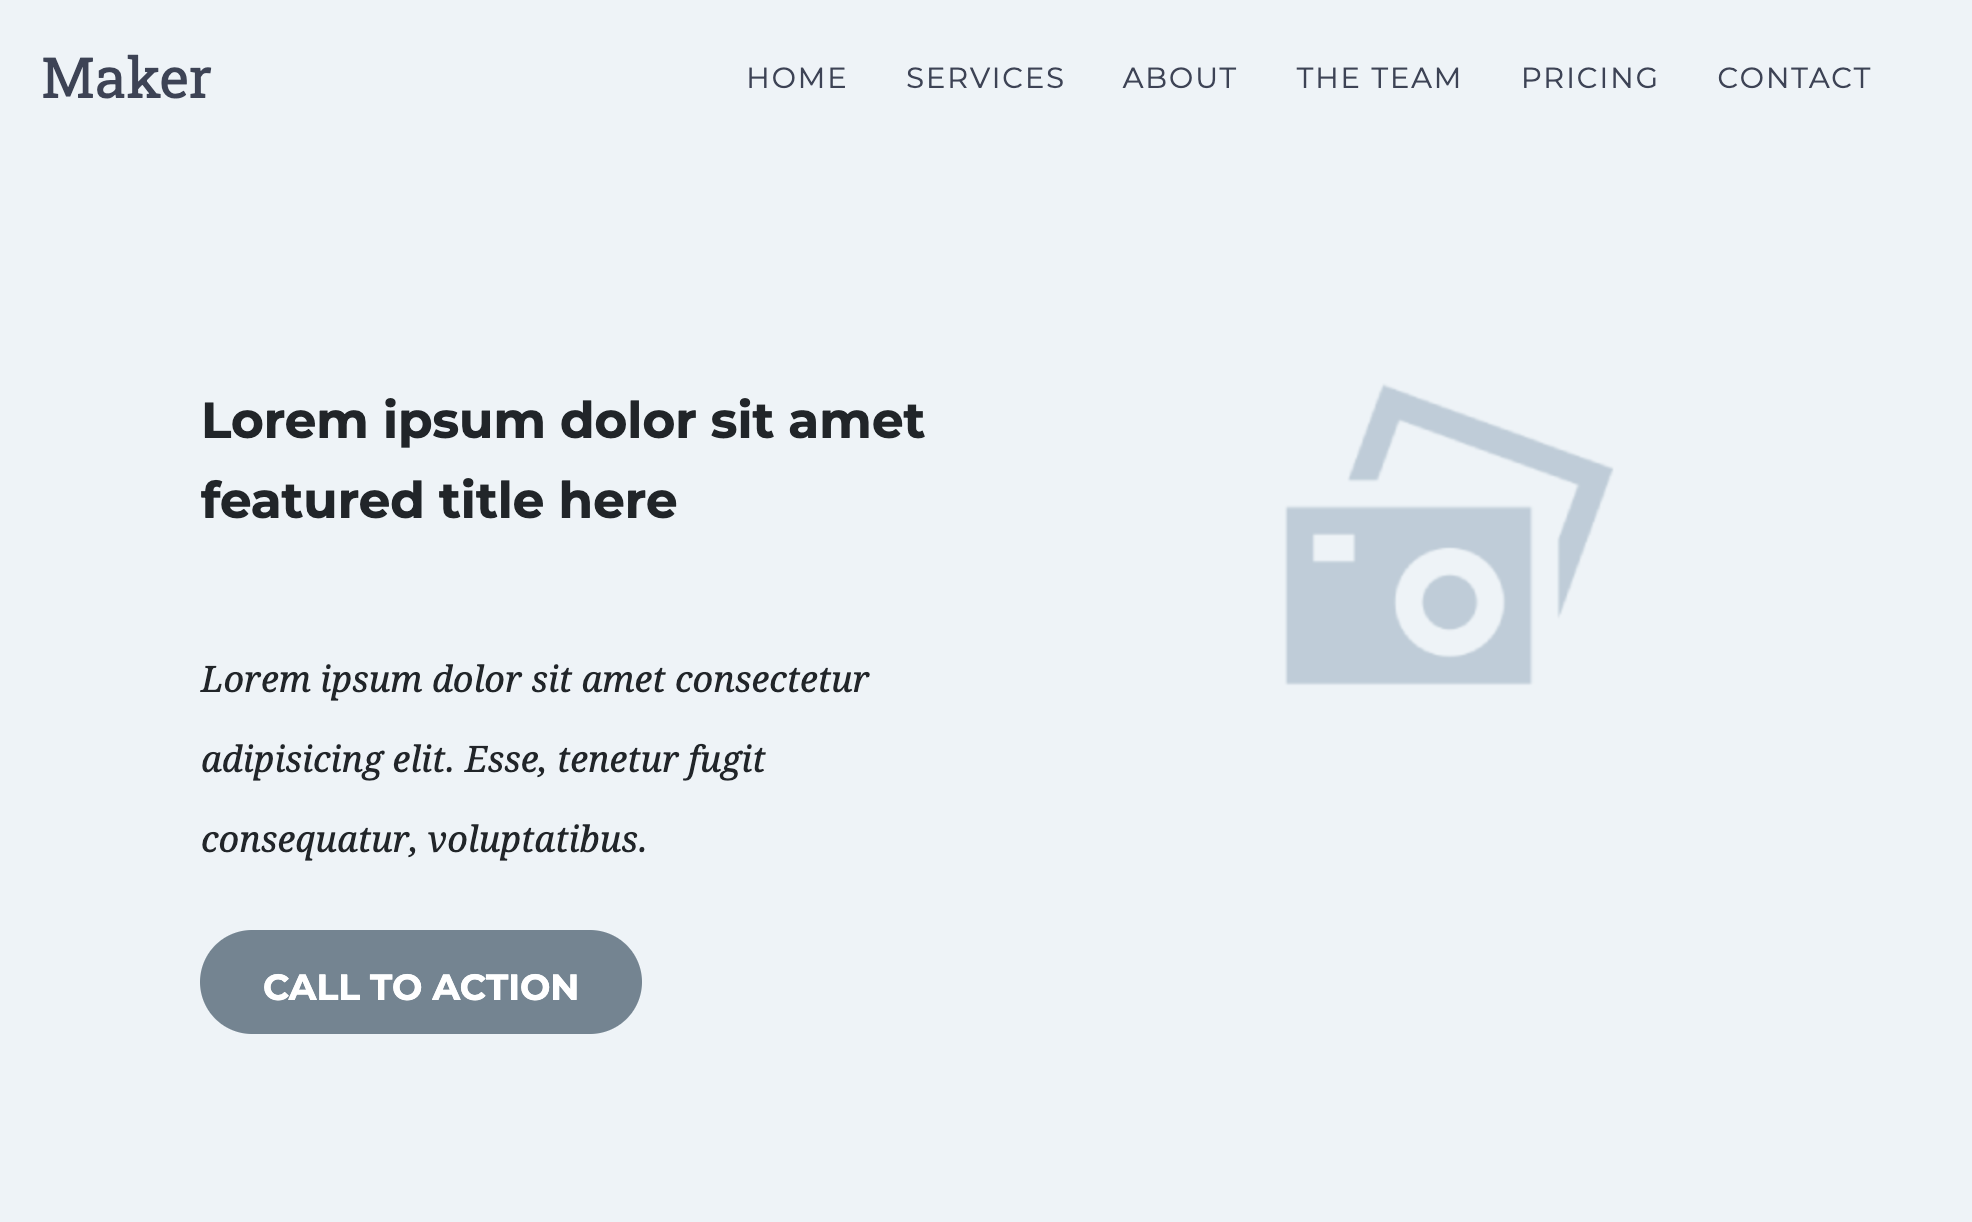 Maker
HOME SERVICES ABOUT THE TEAM PRICING CONTACT
Lorem ipsum dolor sit amet
featured title here
Lorem ipsum dolor sit amet consectetur
adipisicing elit. Esse, tenetur fugit
consequatur, voluptatibus.
CALL TO ACTION